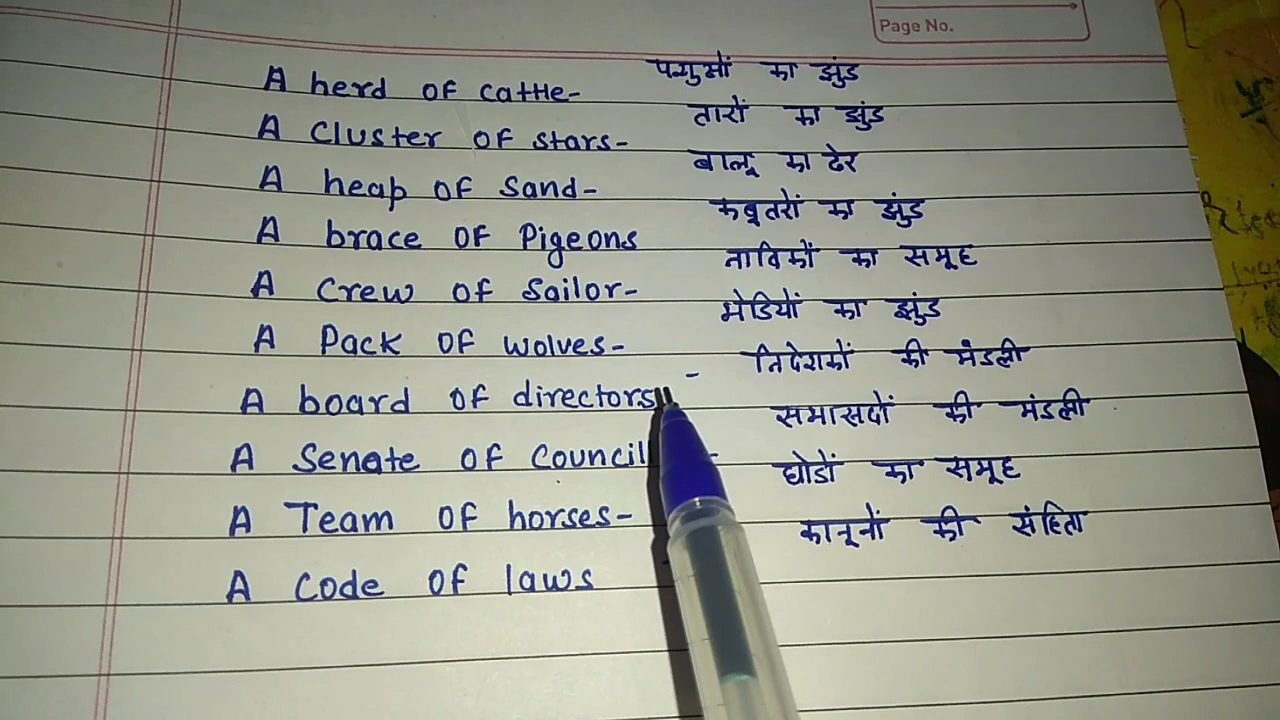 Page No.
A herd of cattle- पशुओं का झुंड
A cluster of stars- तारों का झुंड
A heap of sand- बालू का ढेर
A brace of Pigeons कबूतरों का झुंड
A Crew of Sailor- नाविकों का समूह
A Pack of wolves- भेडियों का झुंड
A board of directors - निदेशकों की मंडली
A Senate of Council - सभासदों की मंडली
A Team of horses- घोडों का समूह
A Code of laws कानूनों की संहिता